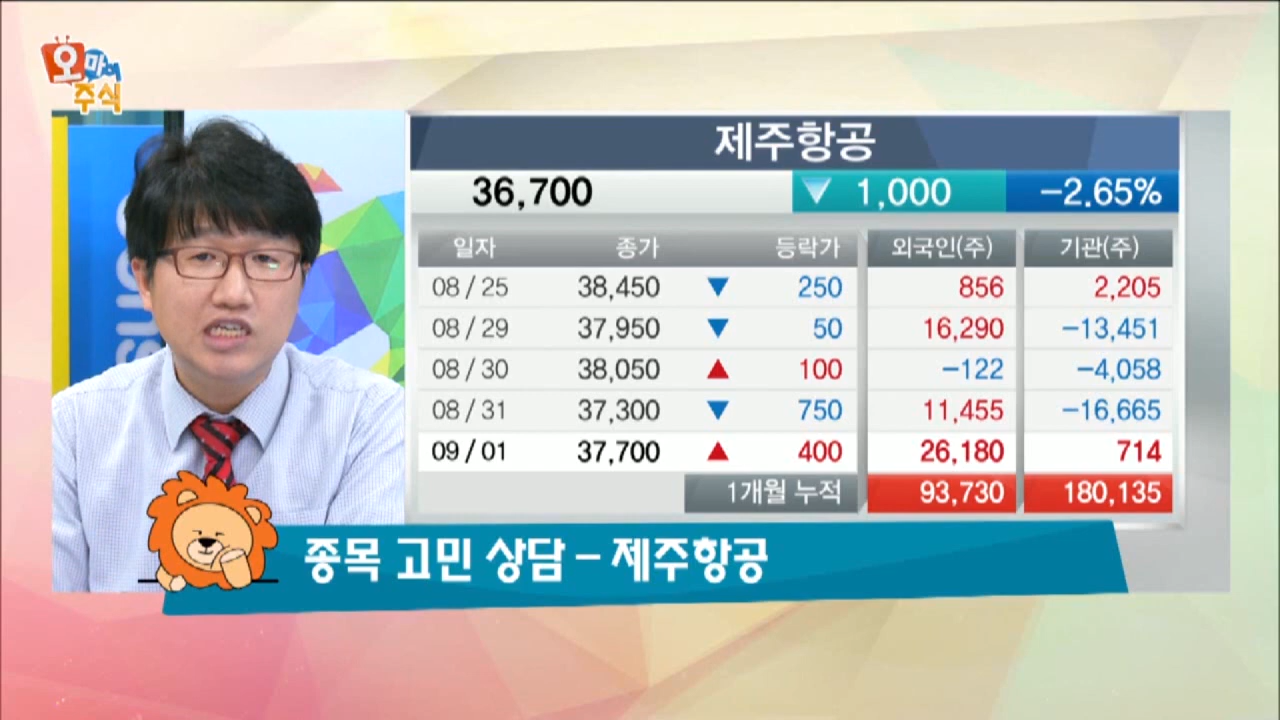 오마이
주식
제주항공
36,700 ▼ 1,000 -2.65%
일자 종가 등락가 외국인(주) 기관(주)
08/25 38,450 ▼ 250 856 2,205
08/29 37,950 ▼ 50 16,290 -13,451
08/30 38,050 ▲ 100 -122 -4,058
08/31 37,300 ▼ 750 11,455 -16,665
09/01 37,700 ▲ 400 26,180 714
1개월 누적 93,730 180,135
종목 고민 상담 - 제주항공